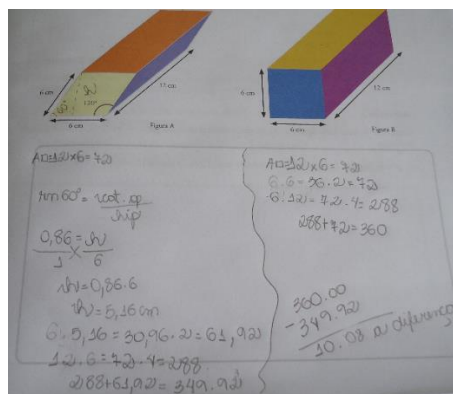 6 cm
h
60°
120°
6 cm
12 cm
Figura A
6 cm
6 cm
12 cm
Figura B
A=12x6=72
sen 60° = cat. op
hip
0,86 = h
1 6
h=0,86.6
h=5,16cm
6.5,16=30,96.2=61,92
12.6=72.4=288
288+61,92=349.92
A=12x6=72
6.6=36.2=72
6.12=72.4=288
288+72=360
360.00
-349.92
10.08 a diferença